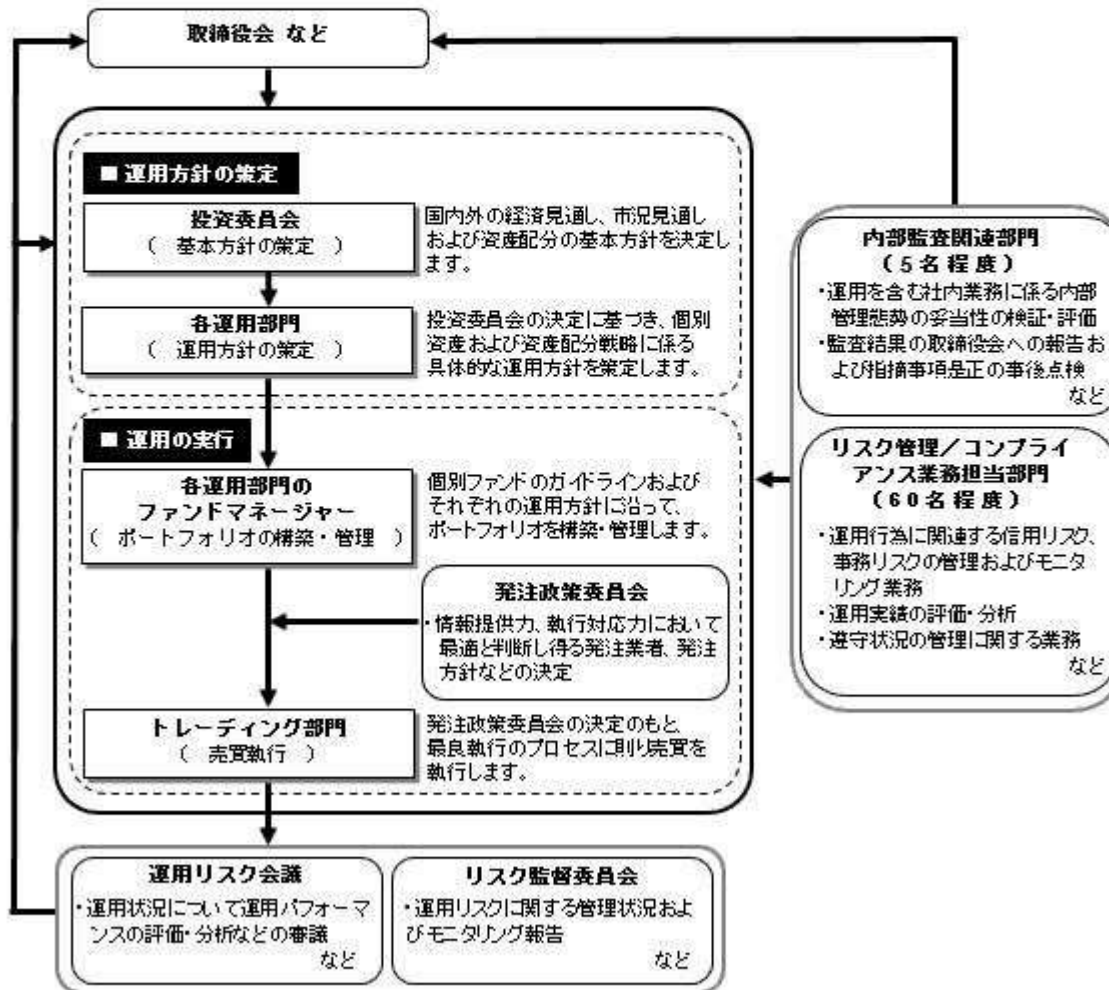 取締役会 など
■ 運用方針の策定
投資委員会
( 基本方針の策定 )
国内外の経済見通し、市況見通し
および資産配分の基本方針を決定し
ます。
各運用部門
( 運用方針の策定 )
投資委員会の決定に基づき、個別
資産および資産配分戦略に係る
具体的な運用方針を策定します。
■ 運用の実行
各運用部門の
ファンドマネージャー
( ポートフォリオの構築・管理 )
個別ファンドのガイドラインおよび
それぞれの運用方針に沿って、
ポートフォリオを構築・管理します。
発注政策委員会
・情報提供力、執行対応力において
最適と判断し得る発注業者、発注
方針などの決定
トレーディング部門
( 売買執行 )
発注政策委員会の決定のもと、
最良執行のプロセスに則り売買を
執行します。
運用リスク会議
・運用状況について運用パフォーマ
ンスの評価・分析などの審議
など
リスク監督委員会
・運用リスクに関する管理状況およ
びモニタリング報告
など
内部監査関連部門
(5名程度)
・運用を含む社内業務に係る内部
管理態勢の妥当性の検証・評価
・監査結果の取締役会への報告お
よび指摘事項是正の事後点検
など
リスク管理/コンプライ
アンス業務担当部門
(60名程度)
・運用行為に関連する信用リスク、
事務リスクの管理およびモニタ
リング業務
・運用実績の評価・分析
・遵守状況の管理に関する業務
など